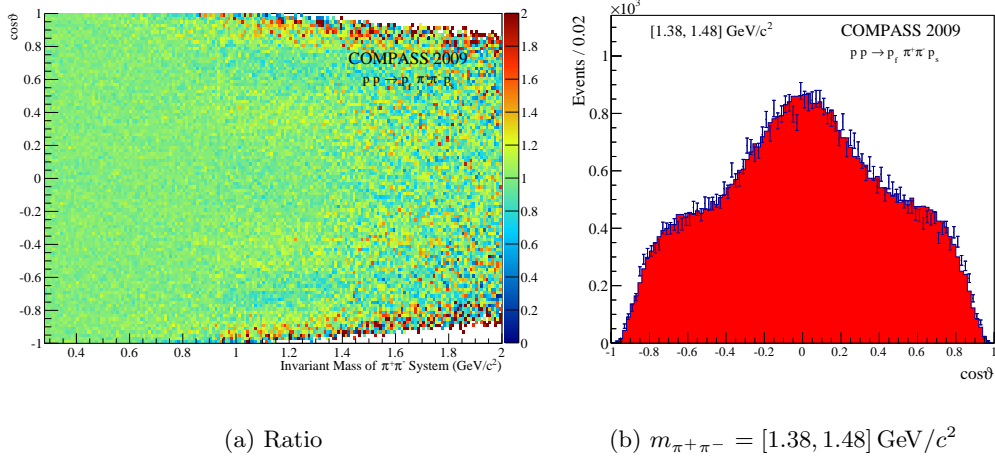 cosϑ
1
0.8
0.6
0.4
0.2
0
-0.2
-0.4
-0.6
-0.8
-1
COMPASS 2009
p p → p_f π⁺π⁻ p
0.4 0.6 0.8 1 1.2 1.4 1.6 1.8 2
Invariant Mass of π⁺π⁻ System (GeV/c²)
2
1.8
1.6
1.4
1.2
1
0.8
0.6
0.4
0.2
0
(a) Ratio
×10³
Events / 0.02
[1.38, 1.48] GeV/c²
COMPASS 2009
p p → p_f π⁺π⁻ p_s
1
0.8
0.6
0.4
0.2
0
-1 -0.8 -0.6 -0.4 -0.2 0 0.2 0.4 0.6 0.8 1
cosϑ
(b) m_π⁺π⁻ = [1.38, 1.48] GeV/c²